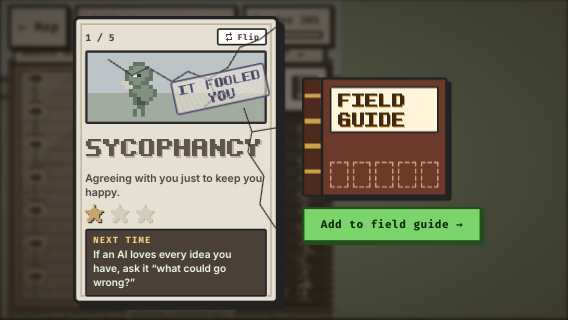 ← Map
1 / 5
Flip
IT FOOLED
YOU
SYCOPHANCY
Agreeing with you just to keep you
happy.
NEXT TIME
If an AI loves every idea you
have, ask it “what could go
wrong?”
FIELD
GUIDE
Add to field guide →